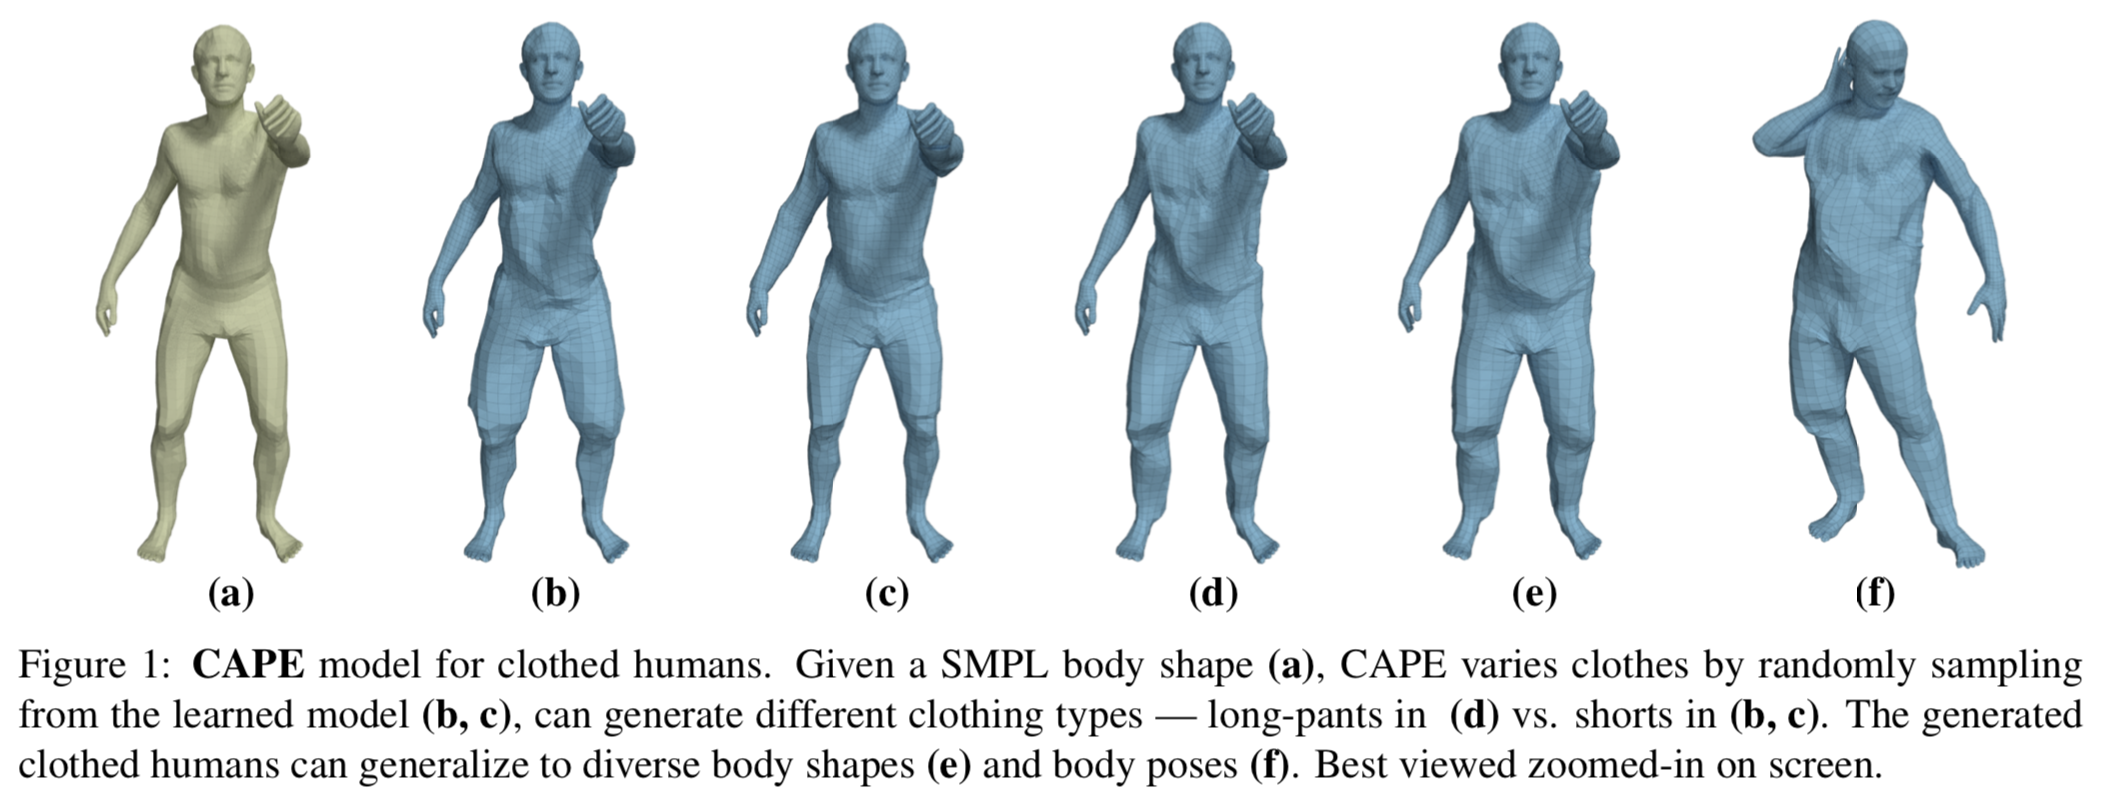 (a) (b) (c) (d) (e) (f)
Figure 1: CAPE model for clothed humans. Given a SMPL body shape (a), CAPE varies clothes by randomly sampling
from the learned model (b, c), can generate different clothing types — long-pants in (d) vs. shorts in (b, c). The generated
clothed humans can generalize to diverse body shapes (e) and body poses (f). Best viewed zoomed-in on screen.